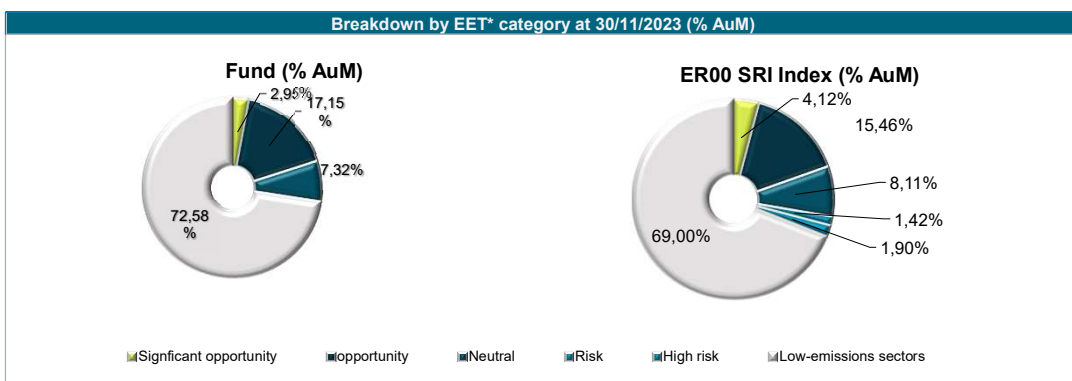 Breakdown by EET* category at 30/11/2023 (% AuM)
Fund (% AuM)
2,95%
17,15
%
7,32%
72,58
%
ER00 SRI Index (% AuM)
4,12%
15,46%
8,11%
1,42%
1,90%
69,00%
Signficant opportunity
opportunity
Neutral
Risk
High risk
Low-emissions sectors